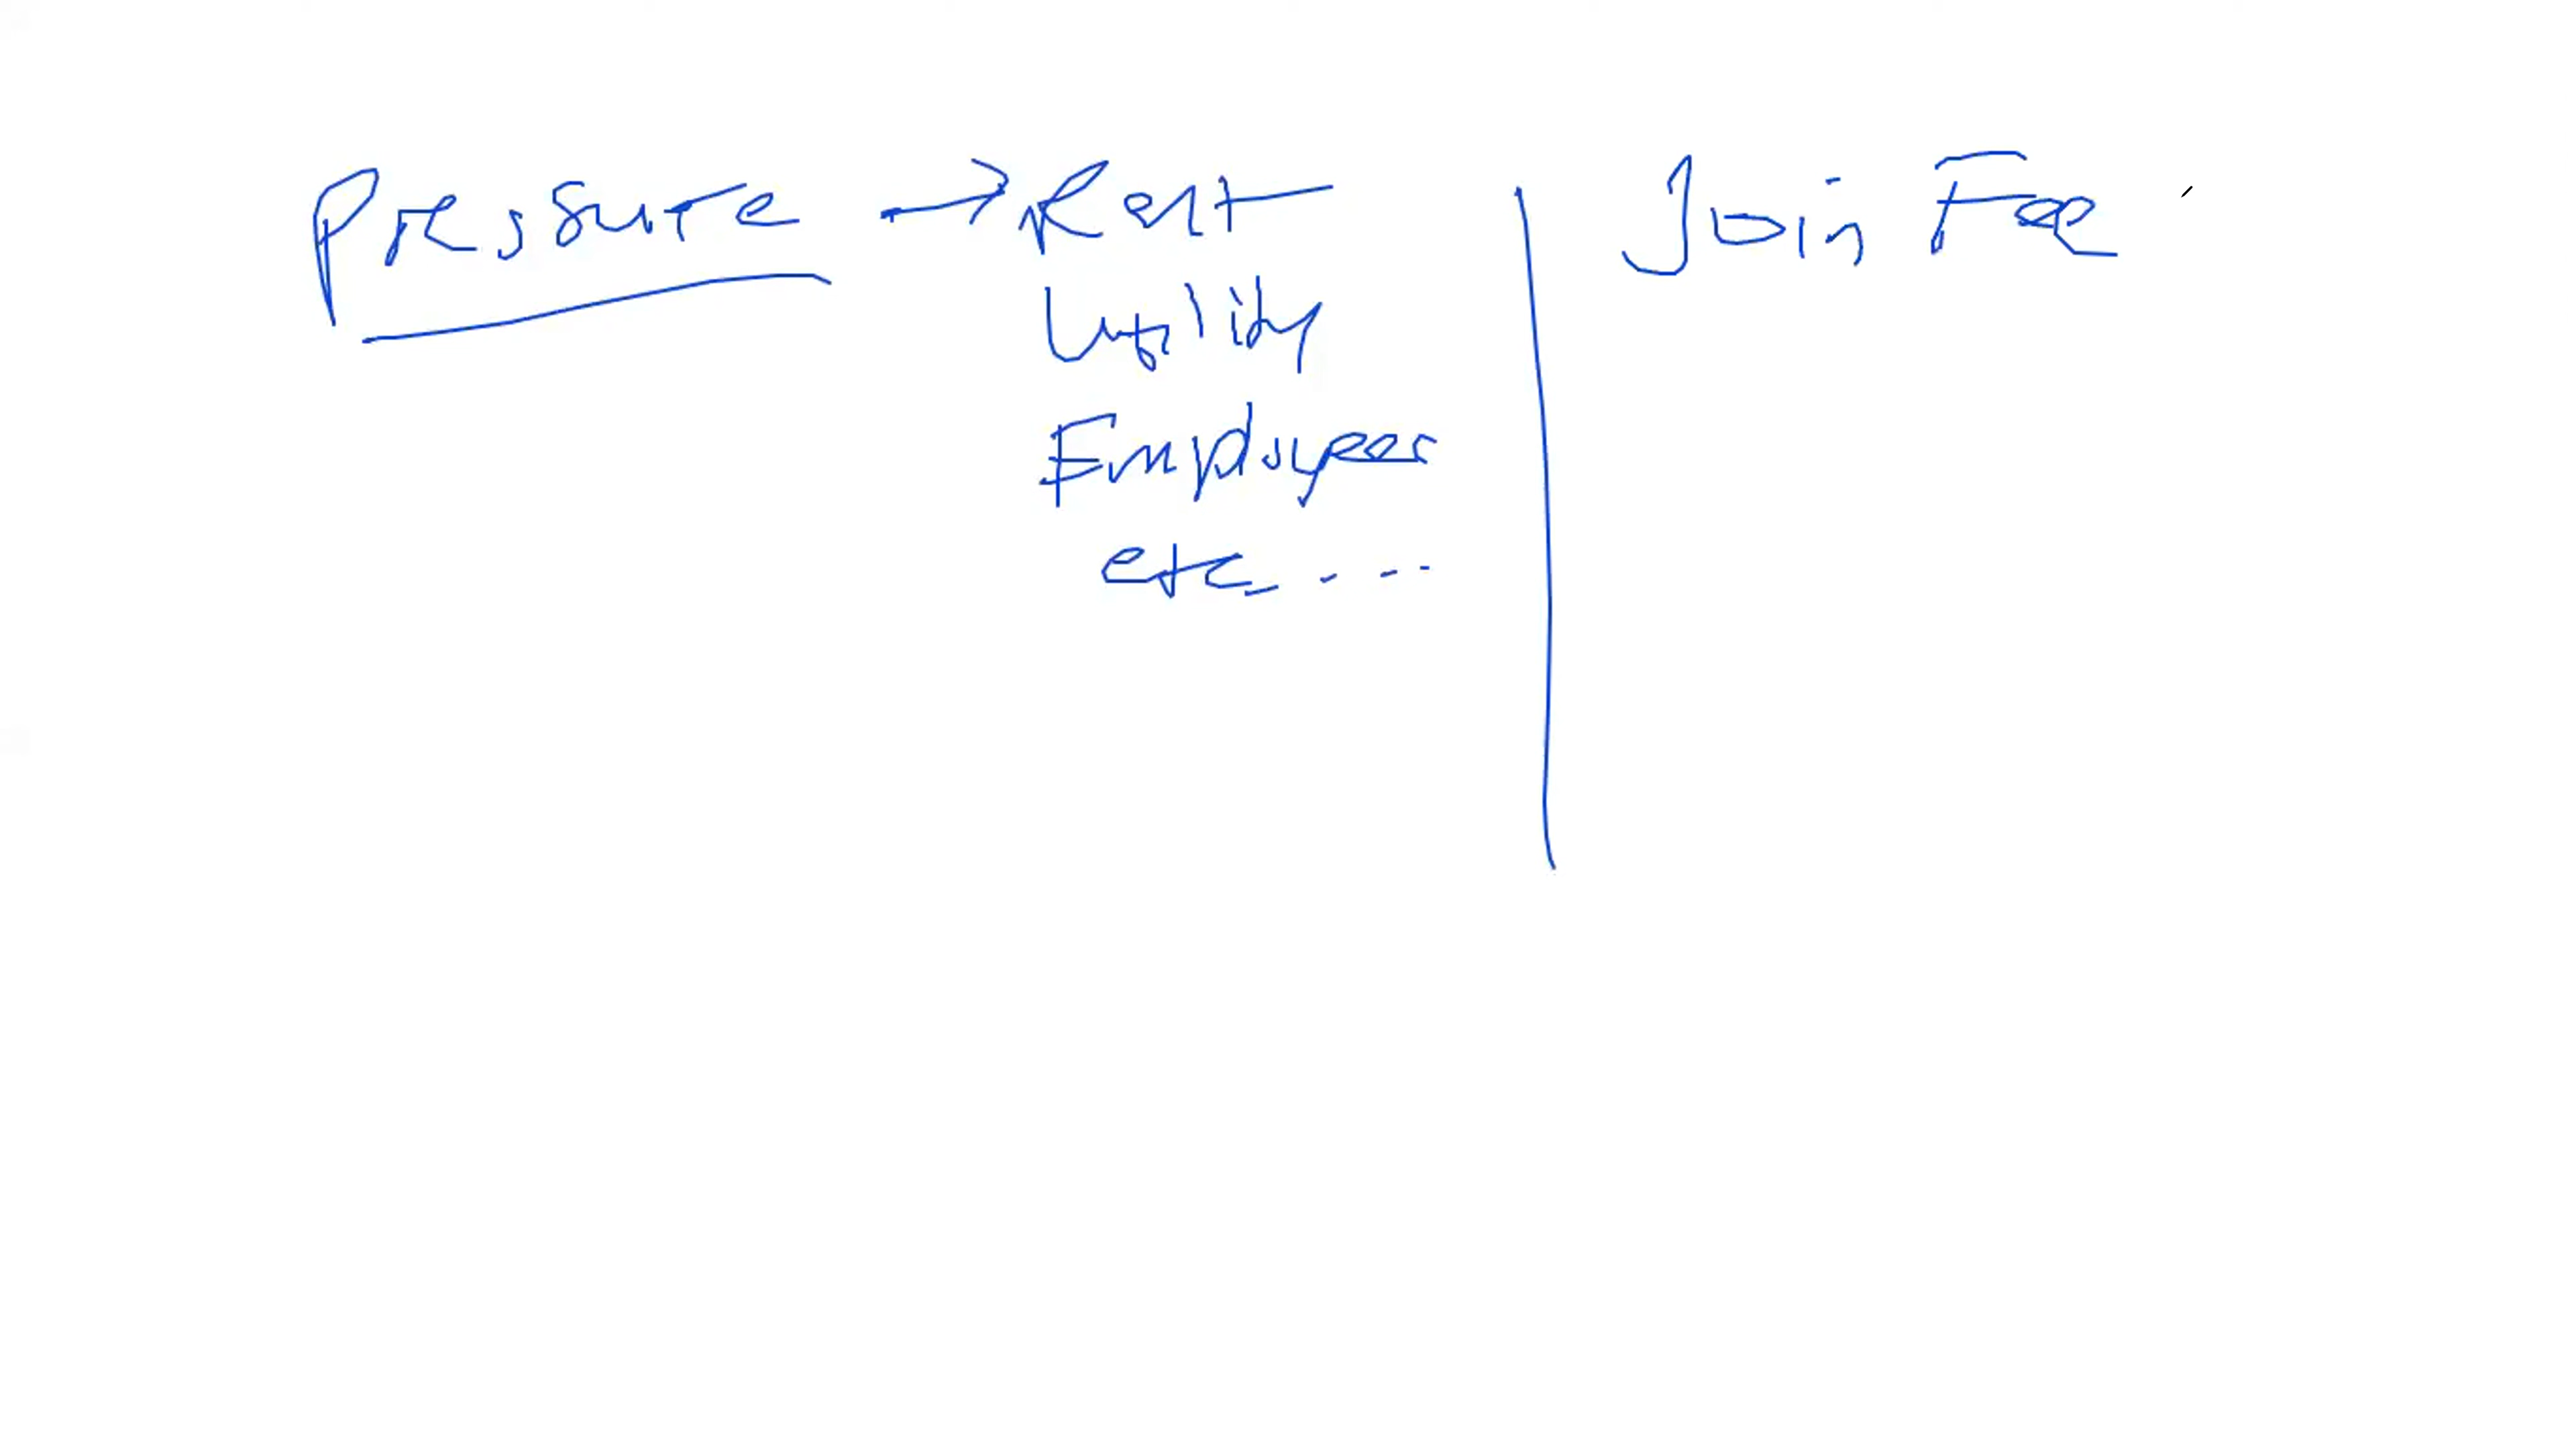 Pressure → Rent
Utility
Employees
etc....
Join Fee